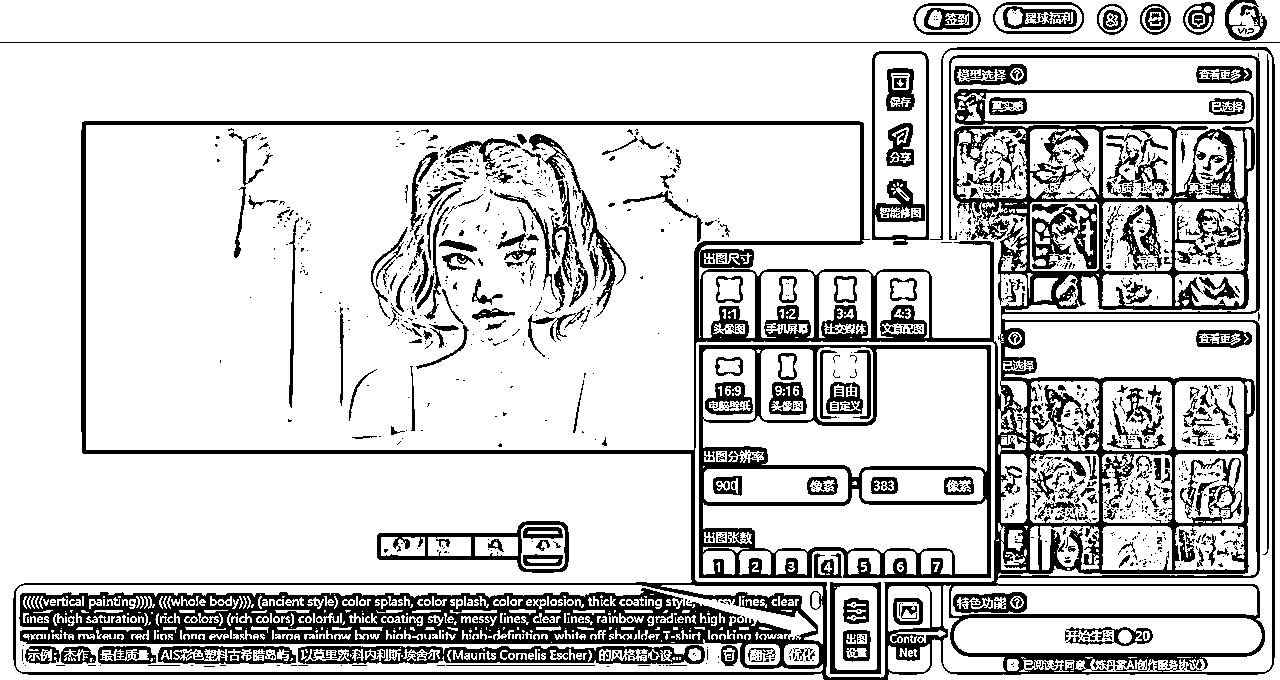 签到
星球福利
VIP
模型选择 ?
查看更多 >
真实感
已选择
保存
分享
智能修图
出图尺寸
1:1
头像图
1:2
手机屏幕
3:4
社交媒体
4:3
文章配图
16:9
电脑壁纸
9:16
头像图
自由
自定义
出图分辨率
900 像素
383 像素
出图张数
1 2 3 4 5 6 7
?
查看更多 >
已选择
(((((vertical painting)))), (((whole body))), (ancient style) color splash, color splash, color explosion, thick coating style, messy lines, clear
lines (high saturation), (rich colors) (rich colors) colorful, thick coating style, messy lines, clear lines, rainbow gradient high
exquisite makeup, red lips, long eyelashes, large rainbow bow, high-quality, high-definition, white off shoulder T-shirt, looking towards
示例：杰作，最佳质量，AIS彩色塑料古希腊岛屿，以莫里茨·科内利斯·埃舍尔（Maurits Cornelis Escher）的风格精心设...
翻译
优化
出图
设置
Control
Net
特色功能 ?
开始生图 20
已阅读并同意《炼丹家AI创作服务协议》